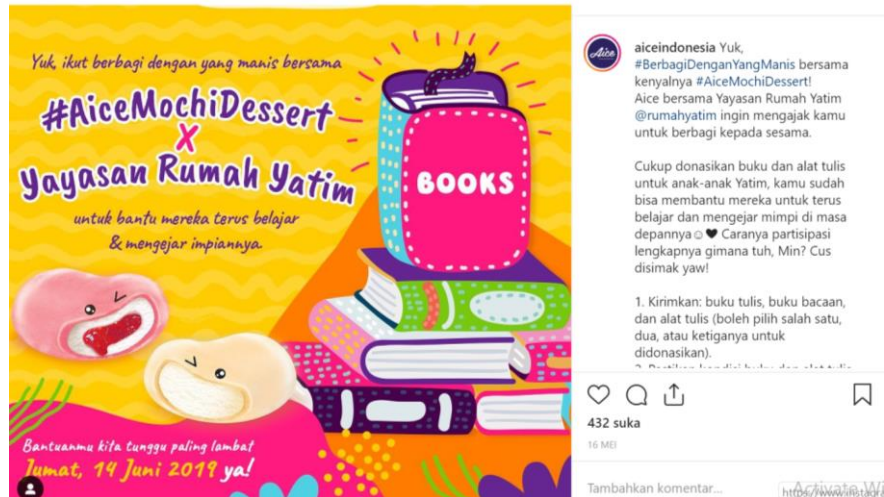 Yuk, ikut berbagi dengan yang manis bersama
#AiceMochiDessert
X
Yayasan Rumah Yatim
untuk bantu mereka terus belajar
& mengejar impiannya.
BOOKS
Bantuanmu kita tunggu paling lambat
Jumat, 14 Juni 2019 ya!
Aice
aiceindonesia Yuk,
#BerbagiDenganYangManis bersama
kenyalnya #AiceMochiDessert!
Aice bersama Yayasan Rumah Yatim
@rumahyatim ingin mengajak kamu
untuk berbagi kepada sesama.
Cukup donasikan buku dan alat tulis
untuk anak-anak Yatim, kamu sudah
bisa membantu mereka untuk terus
belajar dan mengejar mimpi di masa
depannya☺🖤 Caranya partisipasi
lengkapnya gimana tuh, Min? Cus
disimak yaw!
1. Kirimkan: buku tulis, buku bacaan,
dan alat tulis (boleh pilih salah satu,
dua, atau ketiganya untuk
didonasikan).
432 suka
16 MEI
Tambahkan komentar...
Activate Wi